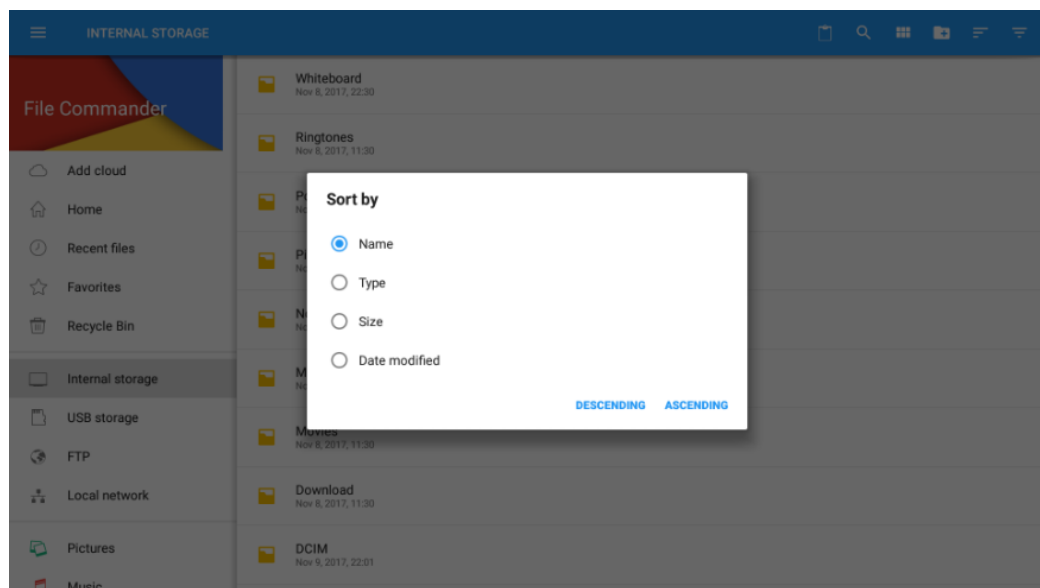 INTERNAL STORAGE
File Commander
Add cloud
Home
Recent files
Favorites
Recycle Bin
Internal storage
USB storage
FTP
Local network
Pictures
Music
Whiteboard
Nov 8, 2017, 22:30
Ringtones
Nov 8, 2017, 11:30
Sort by
Name
Type
Size
Date modified
DESCENDING
ASCENDING
Movies
Nov 8, 2017, 11:30
Download
Nov 8, 2017, 11:30
DCIM
Nov 9, 2017, 22:01